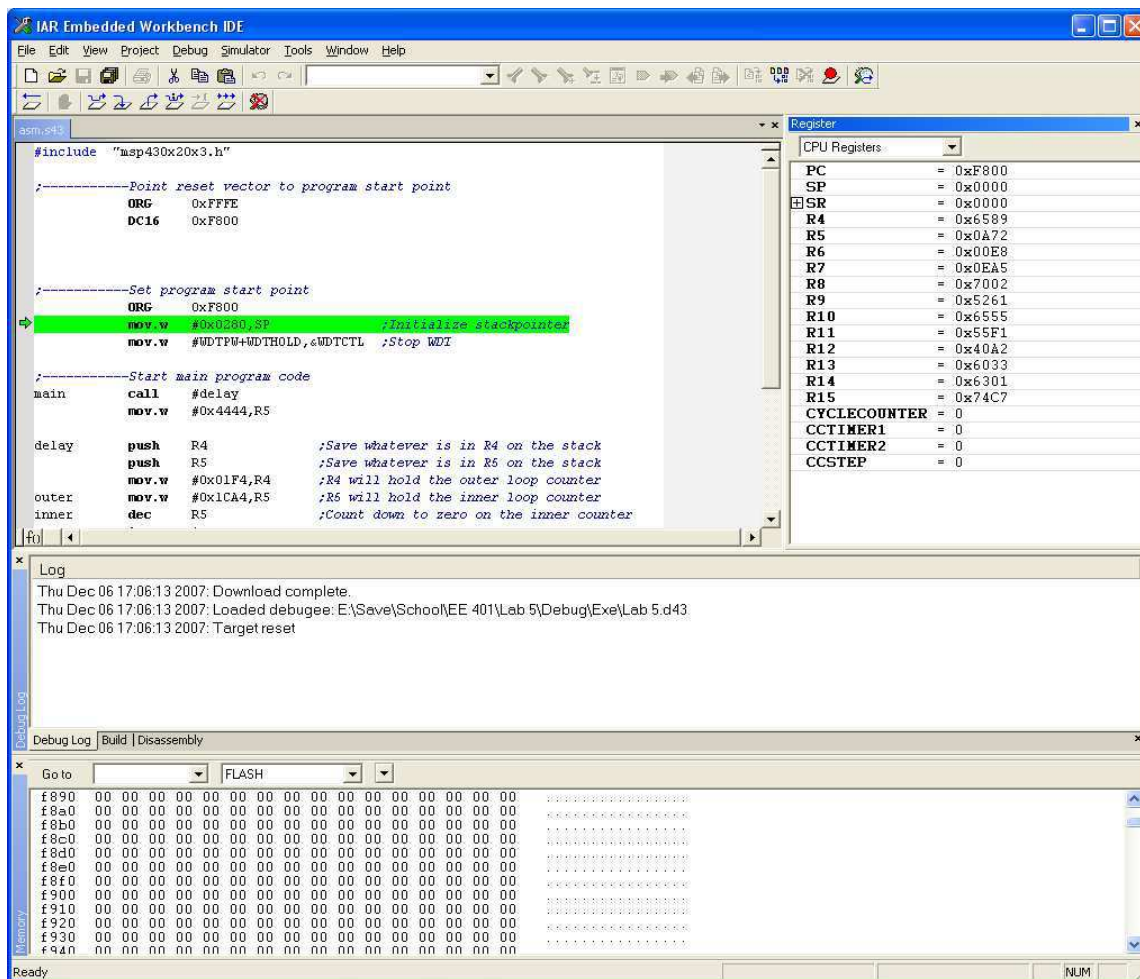 IAR Embedded Workbench IDE
File Edit View Project Debug Simulator Tools Window Help
asm.s43
#include "msp430x20x3.h"
;-----------Point reset vector to program start point
ORG 0xFFFE
DC16 0xF800
;-----------Set program start point
ORG 0xF800
mov.w #0x0280,SP ;Initialize stackpointer
mov.w #WDTPW+WDTHOLD,&WDTCTL ;Stop WDT
;-----------Start main program code
main call #delay
mov.w #0x4444,R5
delay push R4 ;Save whatever is in R4 on the stack
push R5 ;Save whatever is in R5 on the stack
mov.w #0x01F4,R4 ;R4 will hold the outer loop counter
outer mov.w #0x1CA4,R5 ;R5 will hold the inner loop counter
inner dec R5 ;Count down to zero on the inner counter
f()
Register
CPU Registers
PC = 0xF800
SP = 0x0000
SR = 0x0000
R4 = 0x6589
R5 = 0x0A72
R6 = 0x00E8
R7 = 0x0EA5
R8 = 0x7002
R9 = 0x5261
R10 = 0x6555
R11 = 0x55F1
R12 = 0x40A2
R13 = 0x6033
R14 = 0x6301
R15 = 0x74C7
CYCLECOUNTER = 0
CCTIMER1 = 0
CCTIMER2 = 0
CCSTEP = 0
Log
Thu Dec 06 17:06:13 2007: Download complete.
Thu Dec 06 17:06:13 2007: Loaded debugee: E:\Save\School\EE 401\Lab 5\Debug\Exe\Lab 5.d43
Thu Dec 06 17:06:13 2007: Target reset
Debug Log
Debug Log Build Disassembly
Go to FLASH
f890 00 00 00 00 00 00 00 00 00 00 00 00 00 00 00 00 ................
f8a0 00 00 00 00 00 00 00 00 00 00 00 00 00 00 00 00 ................
f8b0 00 00 00 00 00 00 00 00 00 00 00 00 00 00 00 00 ................
f8c0 00 00 00 00 00 00 00 00 00 00 00 00 00 00 00 00 ................
f8d0 00 00 00 00 00 00 00 00 00 00 00 00 00 00 00 00 ................
f8e0 00 00 00 00 00 00 00 00 00 00 00 00 00 00 00 00 ................
f8f0 00 00 00 00 00 00 00 00 00 00 00 00 00 00 00 00 ................
f900 00 00 00 00 00 00 00 00 00 00 00 00 00 00 00 00 ................
f910 00 00 00 00 00 00 00 00 00 00 00 00 00 00 00 00 ................
f920 00 00 00 00 00 00 00 00 00 00 00 00 00 00 00 00 ................
f930 00 00 00 00 00 00 00 00 00 00 00 00 00 00 00 00 ................
f940 00 00 00 00 00 00 00 00 00 00 00 00 00 00 00 00 ................
Memory
Ready NUM